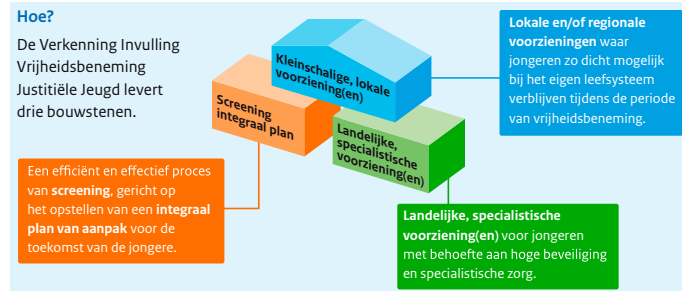 Hoe?
De Verkenning Invulling
Vrijheidsbeneming
Justitiële Jeugd levert
drie bouwstenen.
Kleinschalige, lokale
voorziening(en)
Screening
integraal plan
Landelijke,
specialistische
voorziening(en)
Lokale en/of regionale
voorzieningen waar
jongeren zo dicht mogelijk
bij het eigen leefsysteem
verblijven tijdens de periode
van vrijheidsbeneming.
Een efficiënt en effectief proces
van screening, gericht op
het opstellen van een integraal
plan van aanpak voor de
toekomst van de jongere.
Landelijke, specialistische
voorziening(en) voor jongeren
met behoefte aan hoge beveiliging
en specialistische zorg.